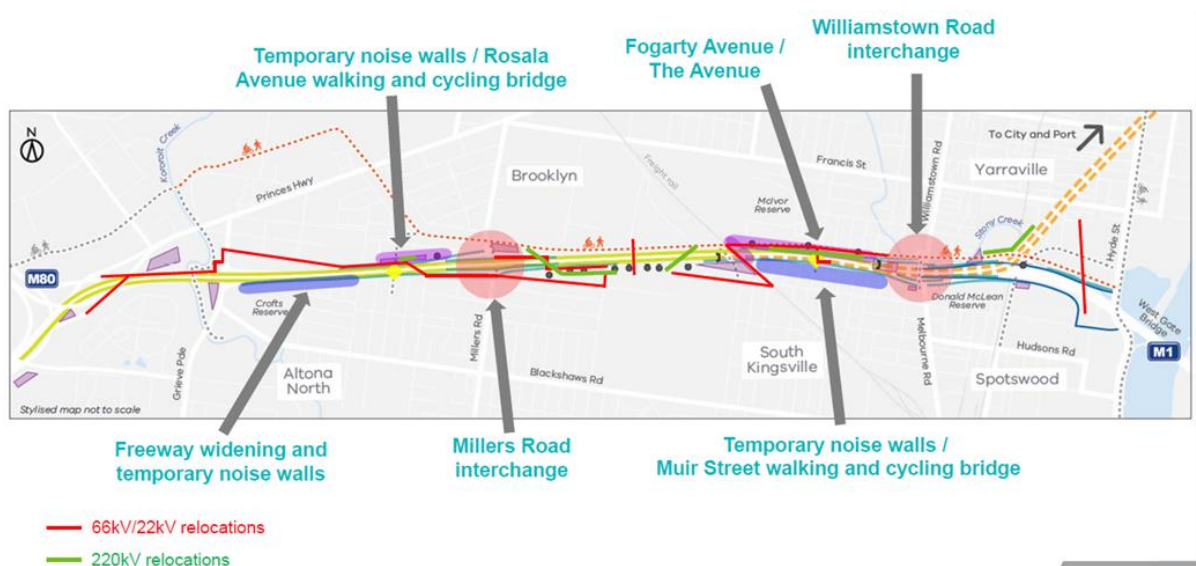 Temporary noise walls / Rosala
Avenue walking and cycling bridge
Fogarty Avenue /
The Avenue
Williamstown Road
interchange
N
Kororoit Creek
Princes Hwy
Brooklyn
Freight rail
McIvor
Reserve
Francis St
Williamstown Rd
To City and Port
Yarraville
Stony Creek
Hyde St
M80
Crofts
Reserve
Grieve Pde
Altona
North
Millers Rd
Blackshaws Rd
South
Kingsville
Melbourne Rd
Donald McLean
Reserve
Hudsons Rd
Spotswood
West Gate
Bridge
M1
Stylised map not to scale
Freeway widening and
temporary noise walls
Millers Road
interchange
Temporary noise walls /
Muir Street walking and cycling bridge
66kV/22kV relocations
220kV relocations